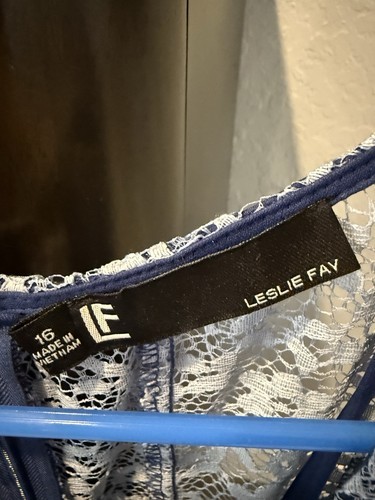 16
MADE IN
VIETNAM
LF
LESLIE FAY